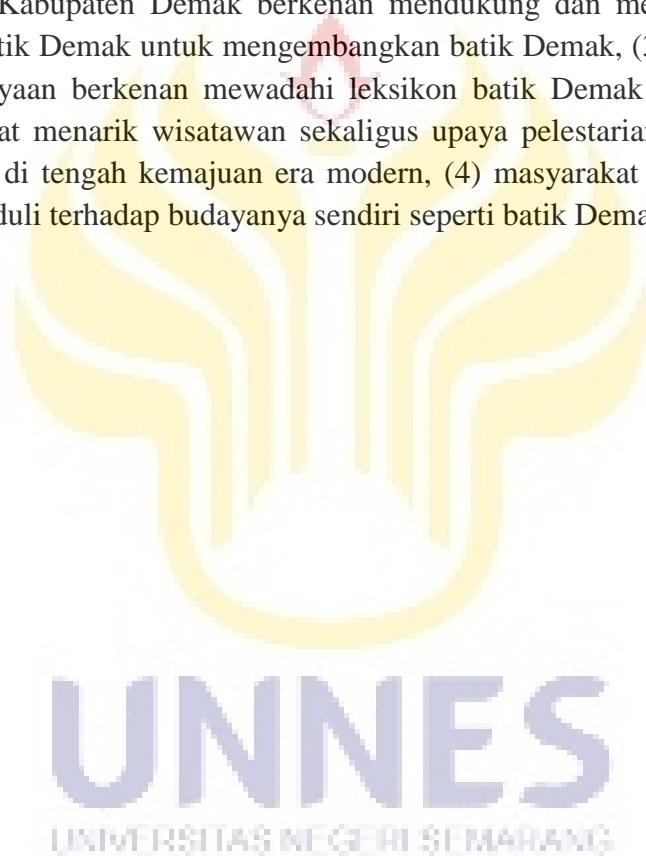 Kabupaten Demak berkenan mendukung dan me
tik Demak untuk mengembangkan batik Demak, (3
yaan berkenan mewadahi leksikon batik Demak
at menarik wisatawan sekaligus upaya pelestarian
di tengah kemajuan era modern, (4) masyarakat
duli terhadap budayanya sendiri seperti batik Dema
UNNES
UNIVERSITAS NEGERI SEMARANG